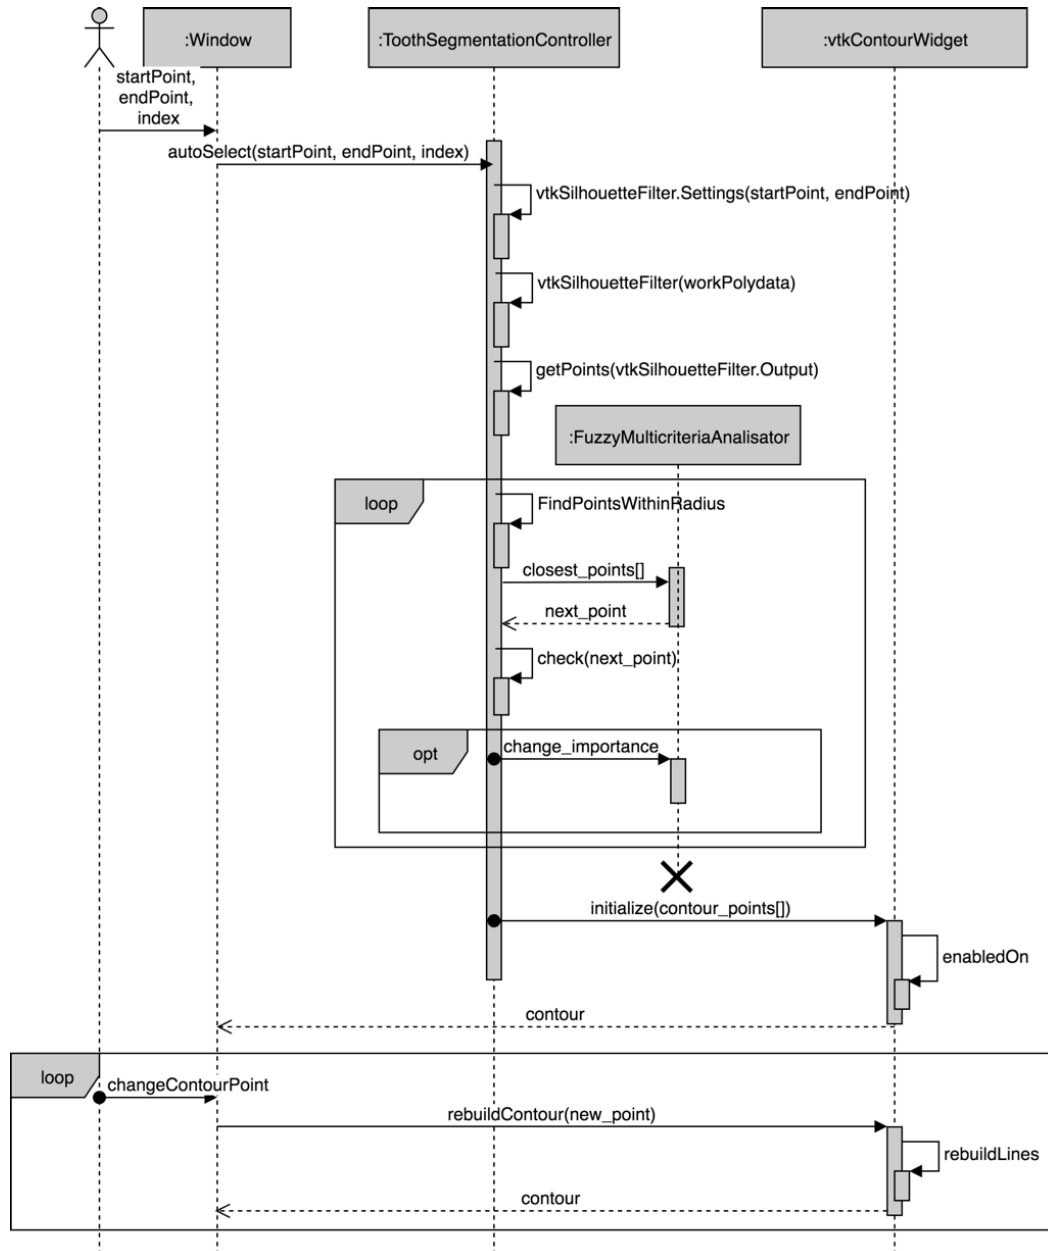 :Window
:ToothSegmentationController
:vtkContourWidget
startPoint,
endPoint,
index
autoSelect(startPoint, endPoint, index)
vtkSilhouetteFilter.Settings(startPoint, endPoint)
vtkSilhouetteFilter(workPolydata)
getPoints(vtkSilhouetteFilter.Output)
:FuzzyMulticriteriaAnalisator
loop
FindPointsWithinRadius
closest_points[]
next_point
check(next_point)
opt
change_importance
initialize(contour_points[])
enabledOn
contour
loop
changeContourPoint
rebuildContour(new_point)
rebuildLines
contour